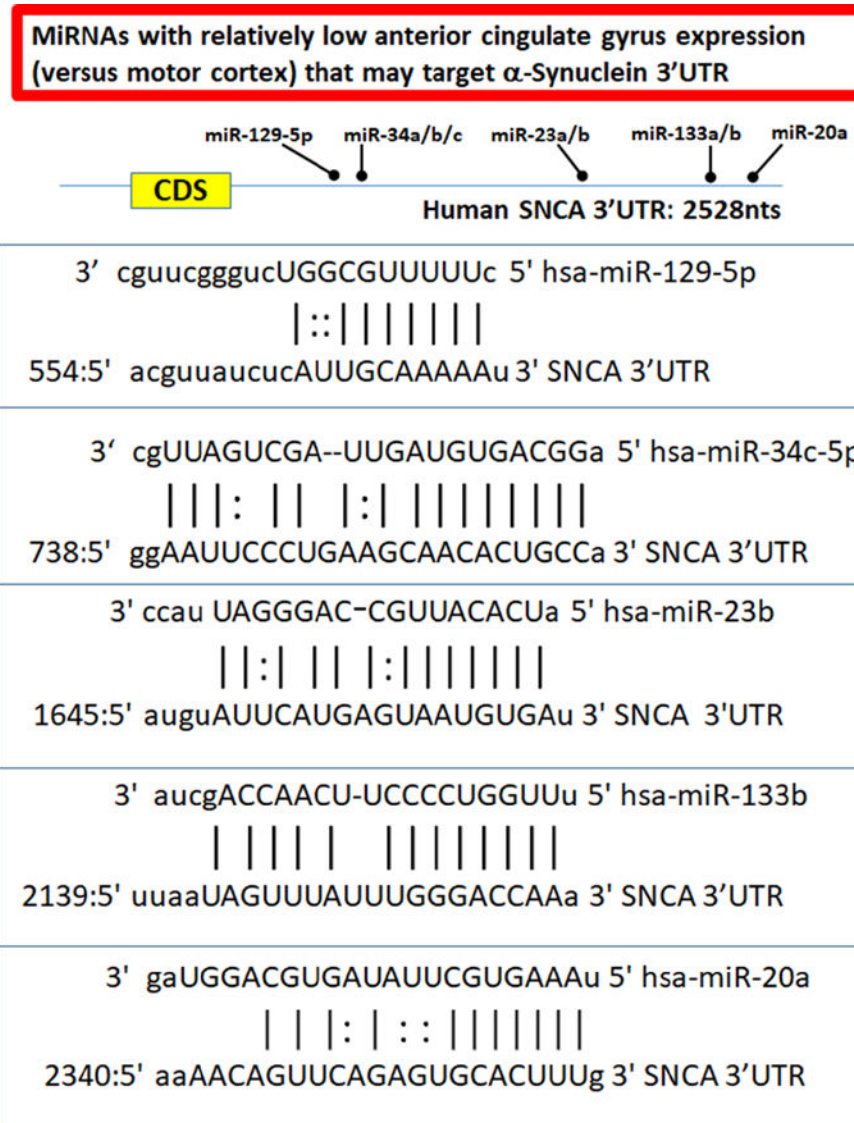 MiRNAs with relatively low anterior cingulate gyrus expression
(versus motor cortex) that may target α-Synuclein 3’UTR
miR-129-5p miR-34a/b/c miR-23a/b miR-133a/b miR-20a
CDS
Human SNCA 3’UTR: 2528nts
3’ cguucgggucUGGCGUUUUUc 5' hsa-miR-129-5p
|::|||||||
554:5' acguuaucucAUUGCAAAAAu 3' SNCA 3’UTR
3‘ cgUUAGUCGA--UUGAUGUGACGGa 5' hsa-miR-34c-5p
|||: || |:| ||||||||
738:5' ggAAUUCCCUGAAGCAACACUGCCa 3' SNCA 3’UTR
3' ccau UAGGGAC-CGUUACACUa 5' hsa-miR-23b
||:| || |:|||||||
1645:5' auguAUUCAUGAGUAAUGUGAu 3' SNCA 3'UTR
3' aucgACCAACU-UCCCCUGGUUu 5' hsa-miR-133b
| |||| | |||||||||
2139:5' uuaaUAGUUUAUUUGGGACCAAa 3' SNCA 3’UTR
3' gaUGGACGUGAUAUUCGUGAAAu 5' hsa-miR-20a
| | |: | : : |||||||
2340:5' aaAACAGUUCAGAGUGCACUUUg 3' SNCA 3’UTR